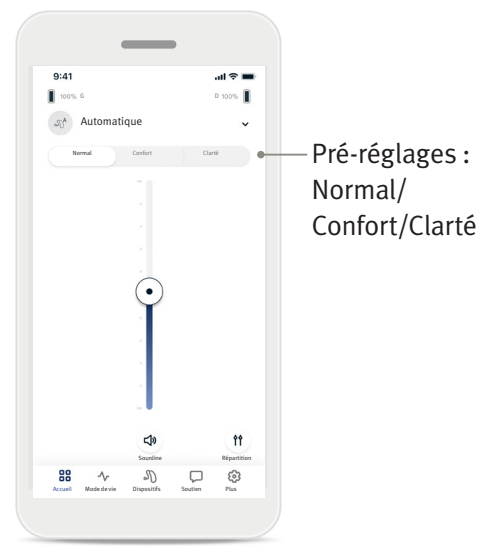 9:41
100% G
D 100%
Automatique
Normal Confort Clarté
Pré-réglages :
Normal/
Confort/Clarté
Sourdine Répartition
Accueil Mode de vie Dispositifs Soutien Plus